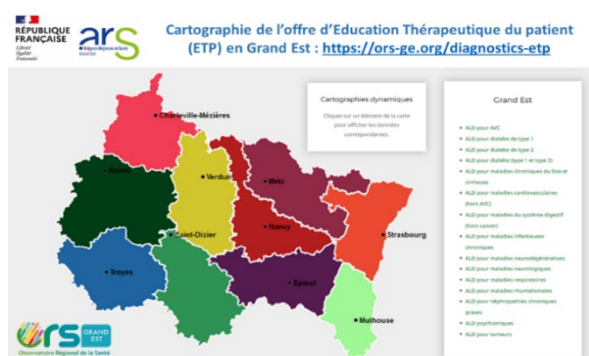 RÉPUBLIQUE
FRANÇAISE
Liberté
Égalité
Fraternité
ars
Cartographie de l'offre d'Education Thérapeutique du patient
(ETP) en Grand Est : https://ors-ge.org/diagnostics-etp
Cartographies dynamiques
Cliquez sur un élément de la carte
pour afficher les données
correspondantes.
Grand Est
ALD pour AVC
ALD pour diabète de type 1
ALD pour diabète de type 2
ALD pour diabète (type 1 et type 2)
ALD pour maladies chroniques du foie et
cirrhoses
ALD pour maladies cardiovasculaires
(hors AVC)
ALD pour maladies du système digestif
(hors cancer)
ALD pour maladies infectieuses
chroniques
ALD pour maladies neurodégénératives
ALD pour maladies neurologiques
ALD pour maladies respiratoires
ALD pour maladies rhumatismales
ALD pour néphropathies chroniques
graves
ALD psychiatriques
ALD pour tumeurs
Charleville-Mézières
Reims
Verdun
Metz
Saint-Dizier
Nancy
Strasbourg
Troyes
Epinal
Mulhouse
ORS GRAND
EST
Observatoire Régional de la Santé